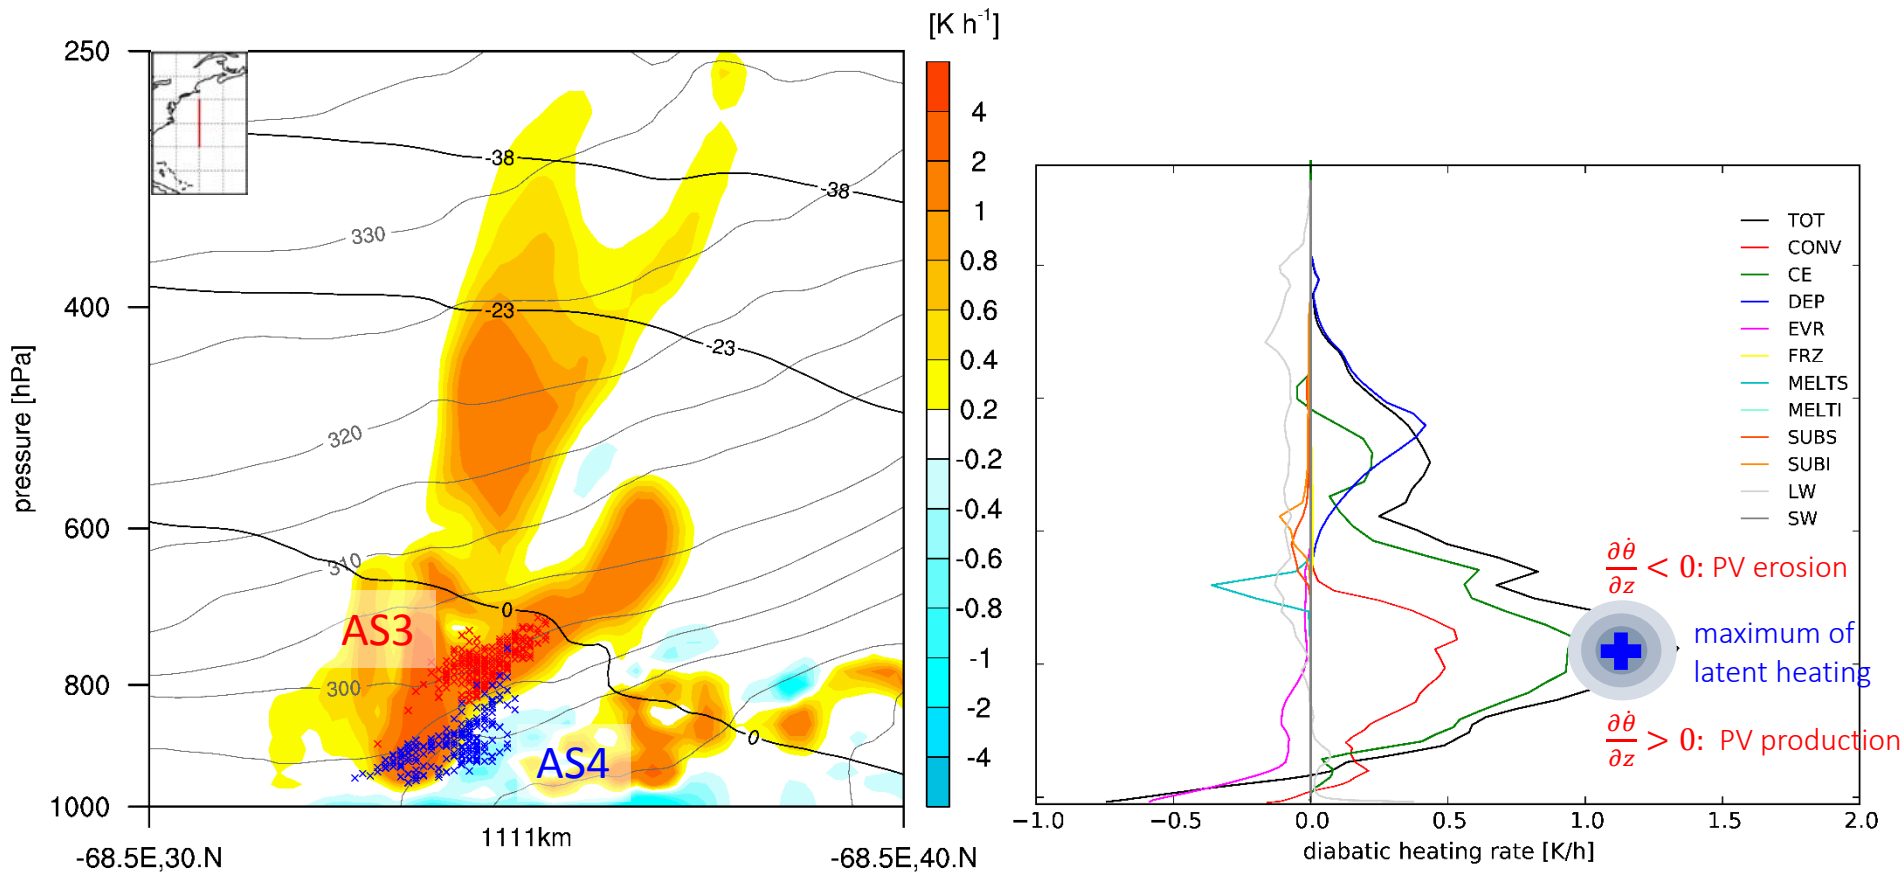 [K h⁻¹]
250
400
600
800
1000
pressure [hPa]
-38
-38
330
-23
-23
320
310
0
AS3
300
0
AS4
1111km
-68.5E,30.N
-68.5E,40.N
4
2
1
0.8
0.6
0.4
0.2
-0.2
-0.4
-0.6
-0.8
-1
-2
-4
TOT
CONV
CE
DEP
EVR
FRZ
MELTS
MELTI
SUBS
SUBI
LW
SW
∂θ̇/∂z < 0: PV erosion
maximum of
latent heating
∂θ̇/∂z > 0: PV production
−1.0 −0.5 0.0 0.5 1.0 1.5 2.0
diabatic heating rate [K/h]